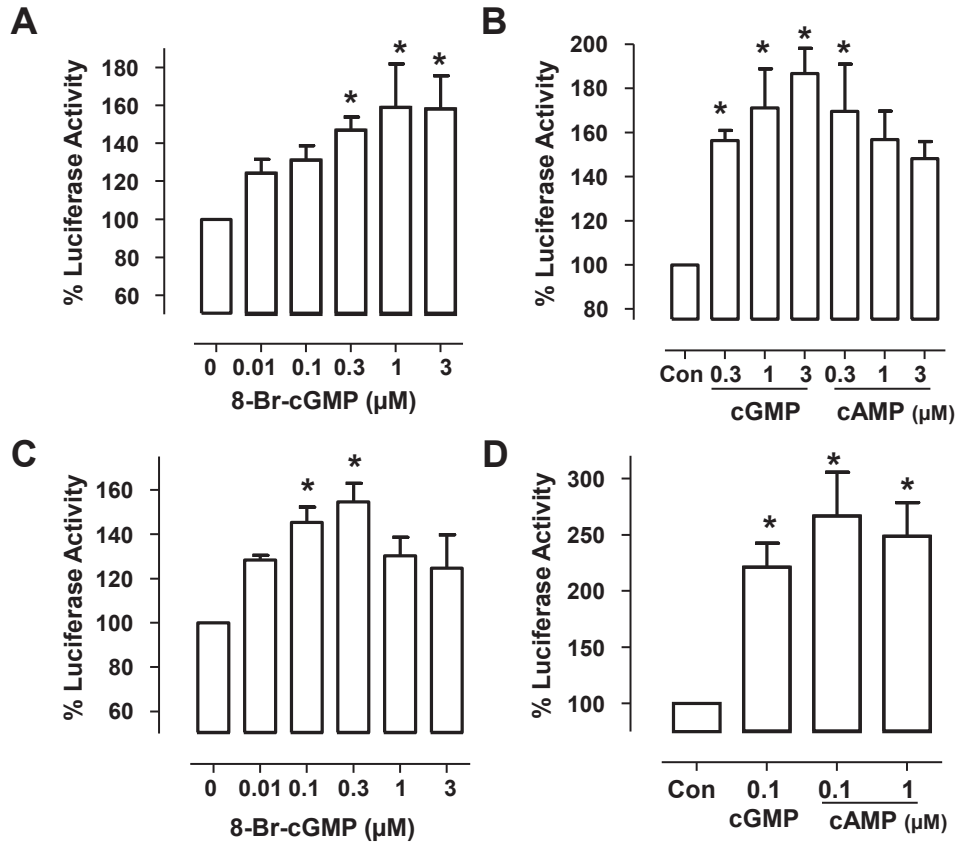 A
% Luciferase Activity
180
160
140
120
100
80
60
* * *
0 0.01 0.1 0.3 1 3
8-Br-cGMP (µM)
B
% Luciferase Activity
200
180
160
140
120
100
80
* * * *
Con 0.3 1 3 0.3 1 3
cGMP cAMP (µM)
C
% Luciferase Activity
160
140
120
100
80
60
* *
0 0.01 0.1 0.3 1 3
8-Br-cGMP (µM)
D
% Luciferase Activity
300
250
200
150
100
* * *
Con 0.1 0.1 1
cGMP cAMP (µM)